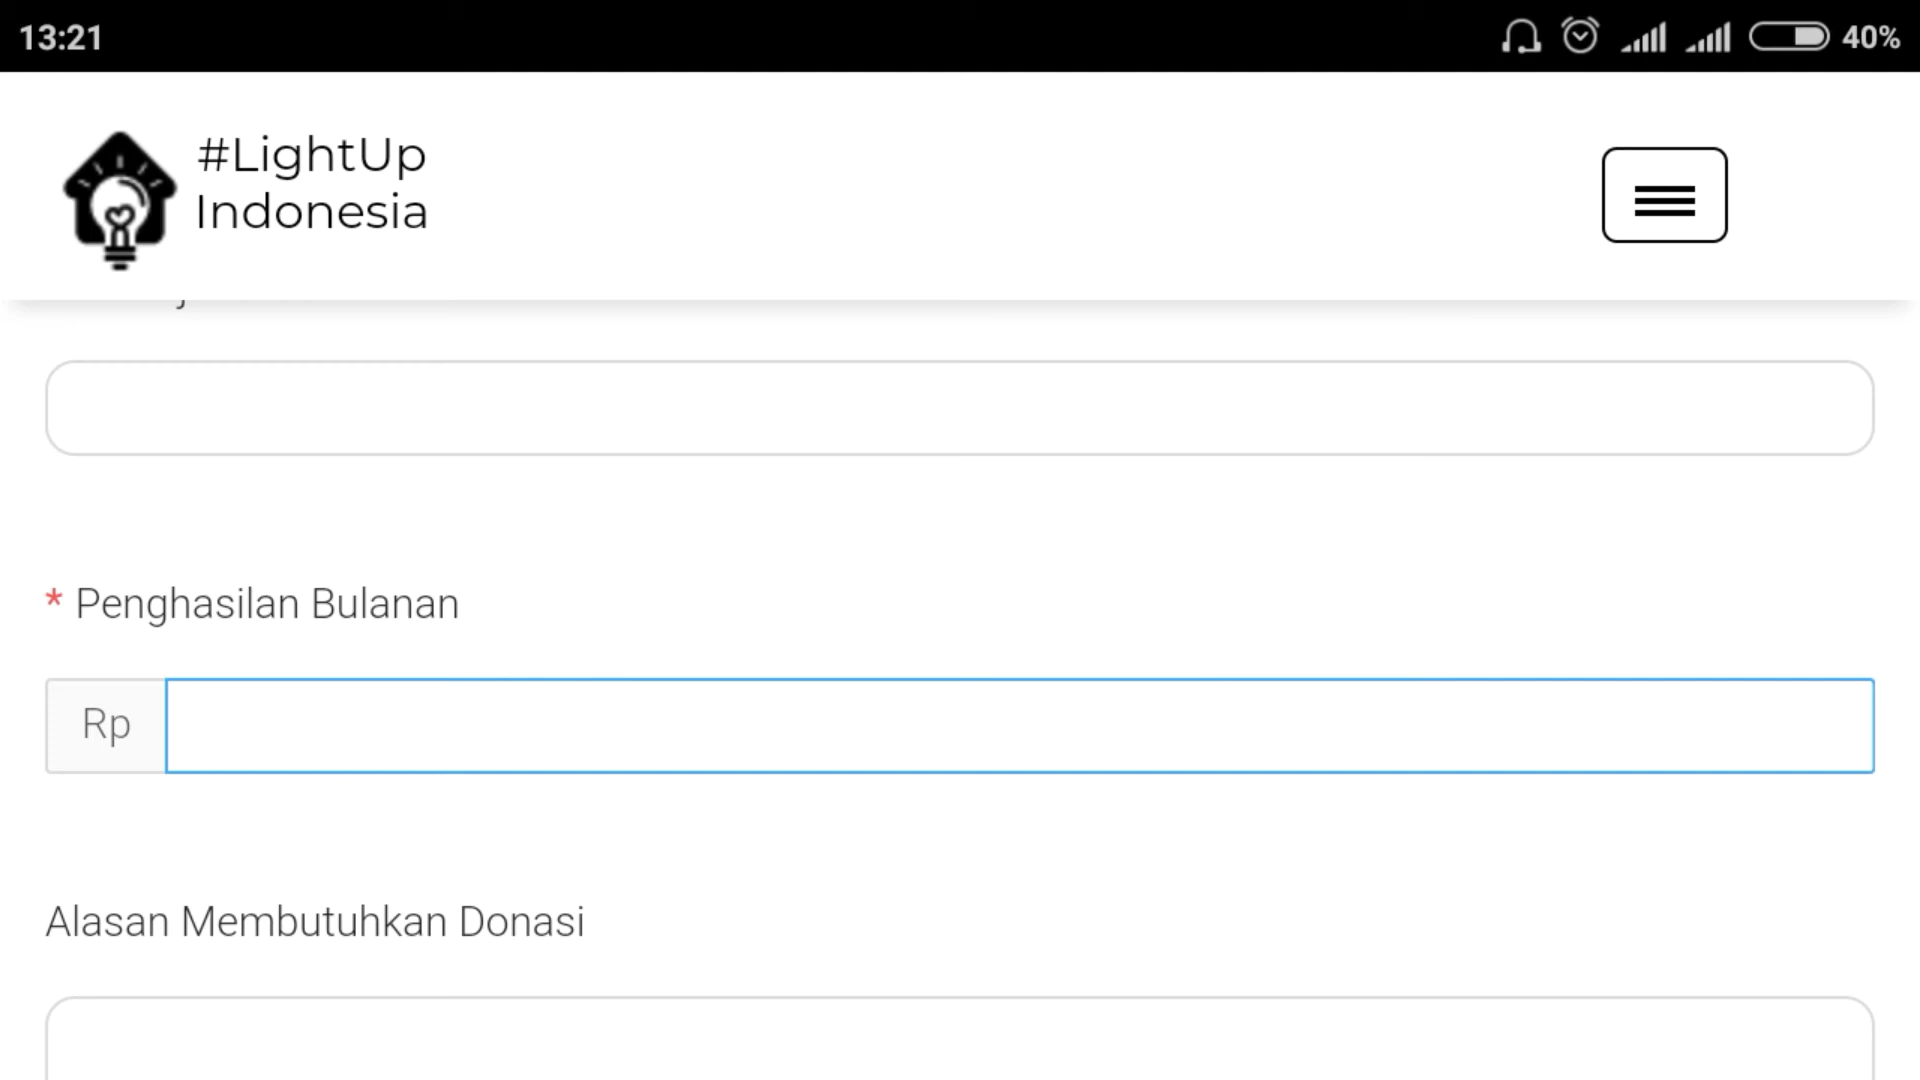 13:21
40%
#LightUp
Indonesia
* Penghasilan Bulanan
Rp
Alasan Membutuhkan Donasi